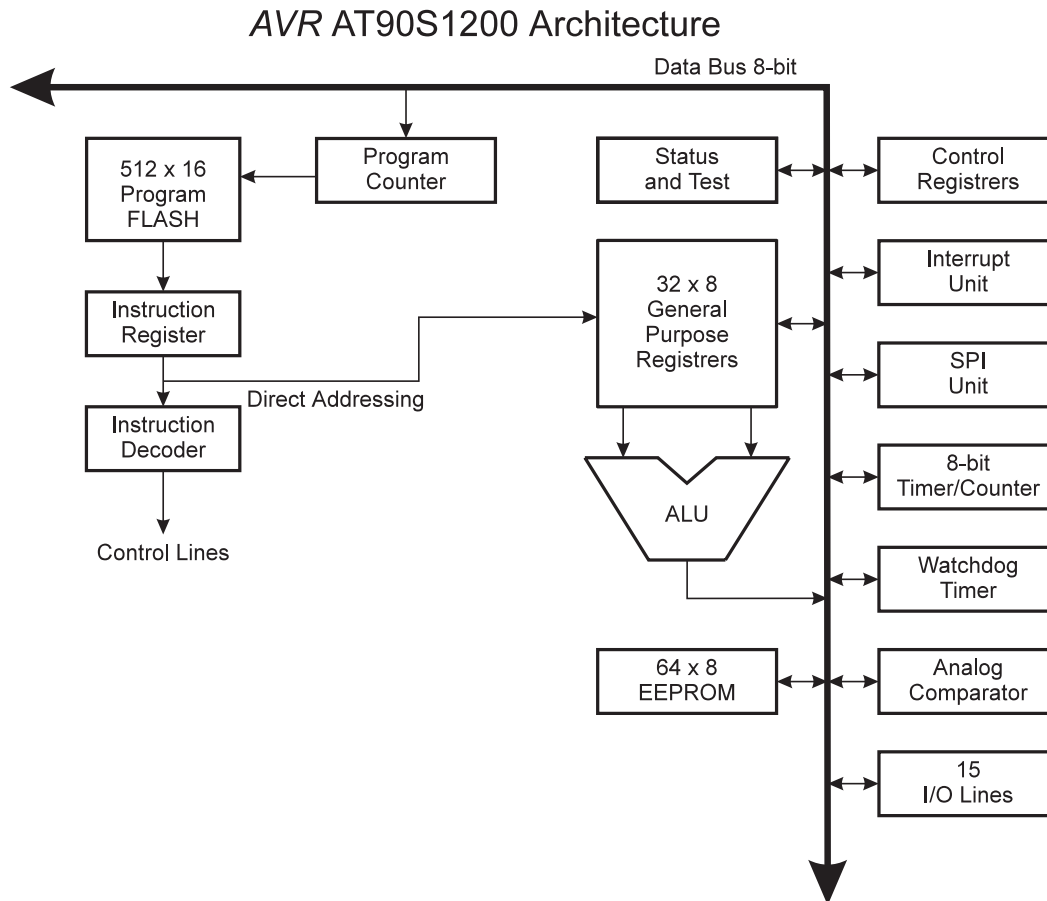 AVR AT90S1200 Architecture
Data Bus 8-bit
512 x 16
Program
FLASH
Program
Counter
Status
and Test
Control
Registrers
Interrupt
Unit
32 x 8
General
Purpose
Registrers
Instruction
Register
SPI
Unit
Direct Addressing
Instruction
Decoder
8-bit
Timer/Counter
ALU
Control Lines
Watchdog
Timer
64 x 8
EEPROM
Analog
Comparator
15
I/O Lines